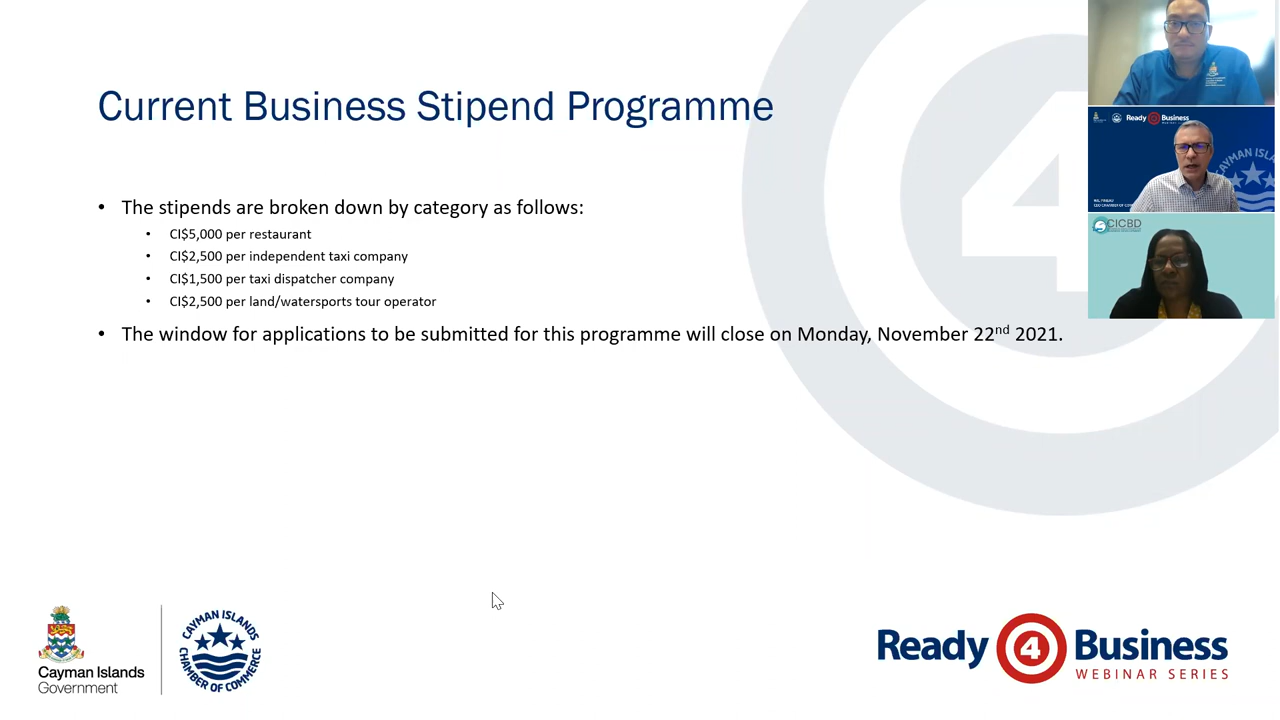 Current Business Stipend Programme
• The stipends are broken down by category as follows:
• CI$5,000 per restaurant
• CI$2,500 per independent taxi company
• CI$1,500 per taxi dispatcher company
• CI$2,500 per land/watersports tour operator
• The window for applications to be submitted for this programme will close on Monday, November 22nd 2021.
Ready 4 Business
CAYMAN ISL
CICBD
Cayman Islands
Government
CAYMAN ISLANDS
CHAMBER OF COMMERCE
Ready 4 Business
WEBINAR SERIES